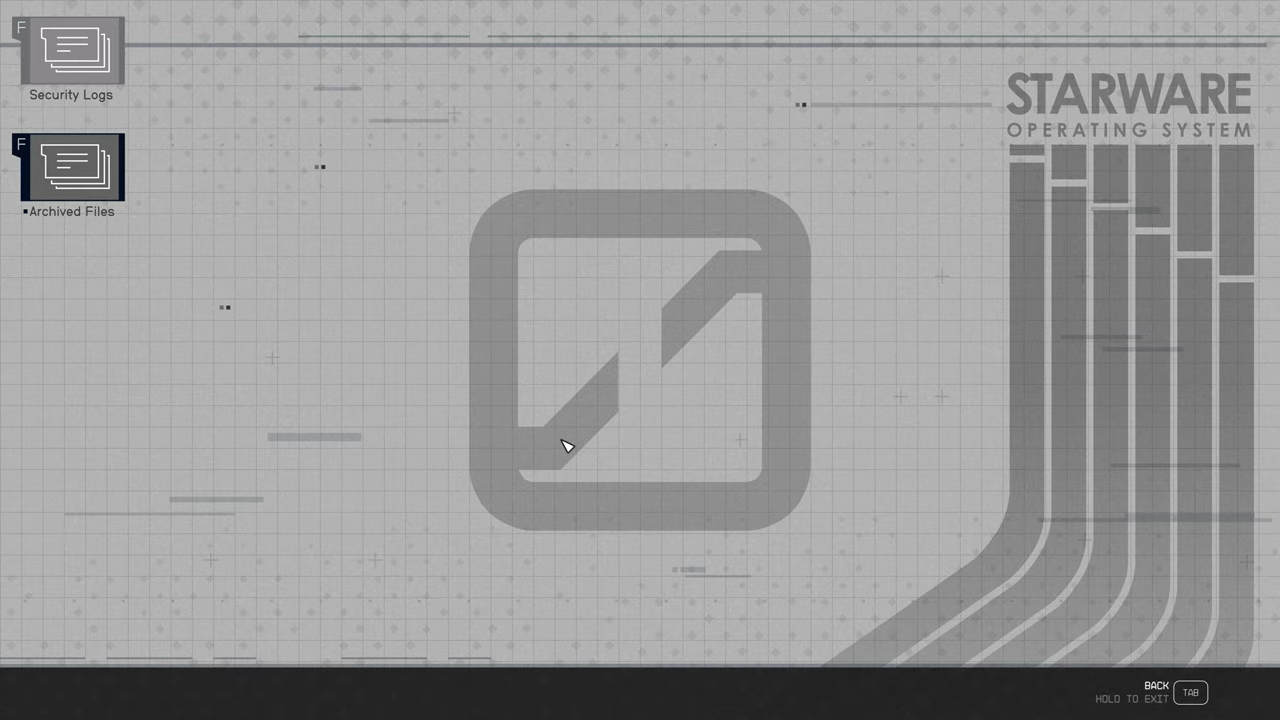 F
Security Logs
F
Archived Files
STARWARE
OPERATING SYSTEM
BACK
HOLD TO EXIT
TAB